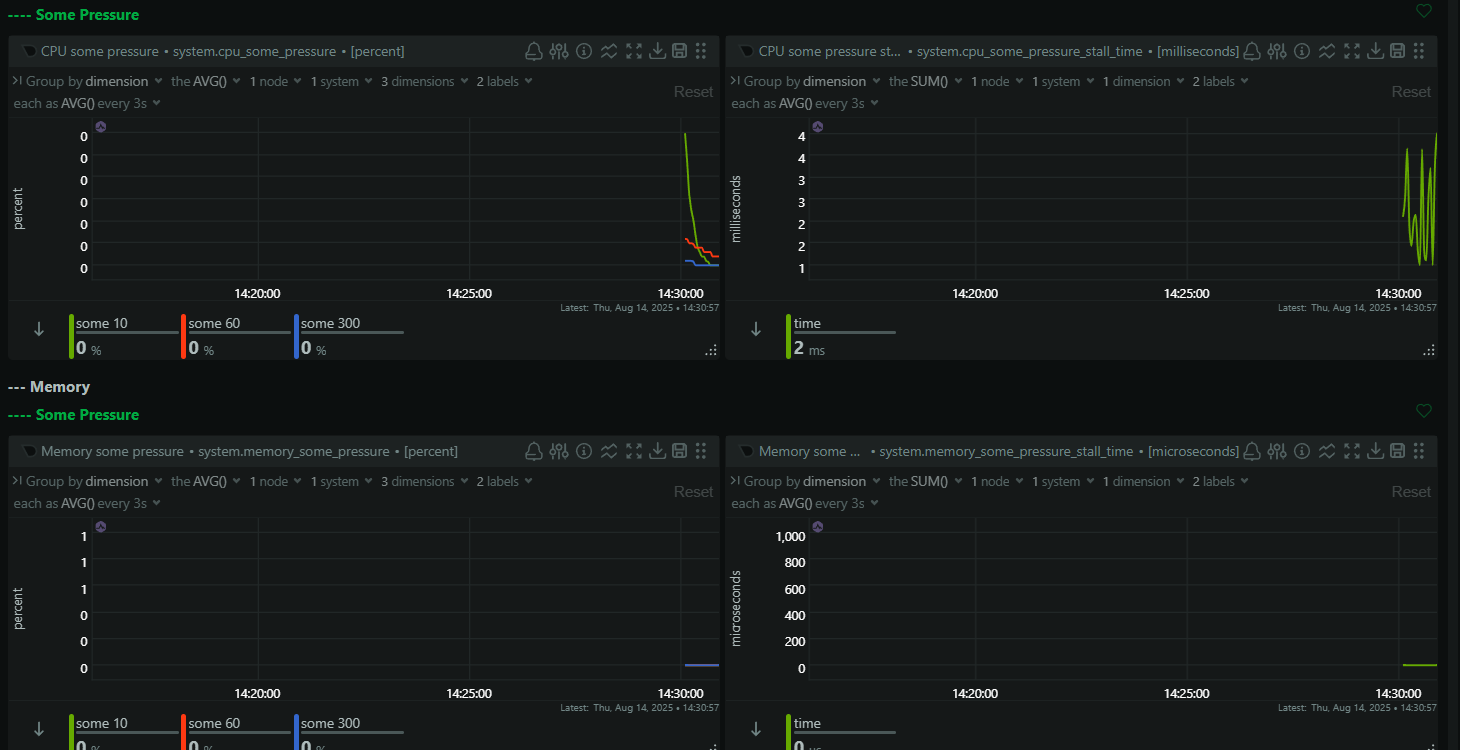 ---- Some Pressure
CPU some pressure • system.cpu_some_pressure • [percent]
Group by dimension the AVG() 1 node 1 system 3 dimensions 2 labels
each as AVG() every 3s
Reset
percent
0
0
0
0
0
0
0
14:20:00 14:25:00 14:30:00
Latest: Thu, Aug 14, 2025 • 14:30:57
some 10 some 60 some 300
0 % 0 % 0 %
CPU some pressure st... • system.cpu_some_pressure_stall_time • [milliseconds]
Group by dimension the SUM() 1 node 1 system 1 dimension 2 labels
each as AVG() every 3s
Reset
milliseconds
4
4
3
3
2
2
1
14:20:00 14:25:00 14:30:00
Latest: Thu, Aug 14, 2025 • 14:30:57
time
2 ms
--- Memory
---- Some Pressure
Memory some pressure • system.memory_some_pressure • [percent]
Group by dimension the AVG() 1 node 1 system 3 dimensions 2 labels
each as AVG() every 3s
Reset
percent
1
1
1
0
0
0
14:20:00 14:25:00 14:30:00
Latest: Thu, Aug 14, 2025 • 14:30:57
some 10 some 60 some 300
0 % 0 % 0 %
Memory some ... • system.memory_some_pressure_stall_time • [microseconds]
Group by dimension the SUM() 1 node 1 system 1 dimension 2 labels
each as AVG() every 3s
Reset
microseconds
1,000
800
600
400
200
0
14:20:00 14:25:00 14:30:00
Latest: Thu, Aug 14, 2025 • 14:30:57
time
0